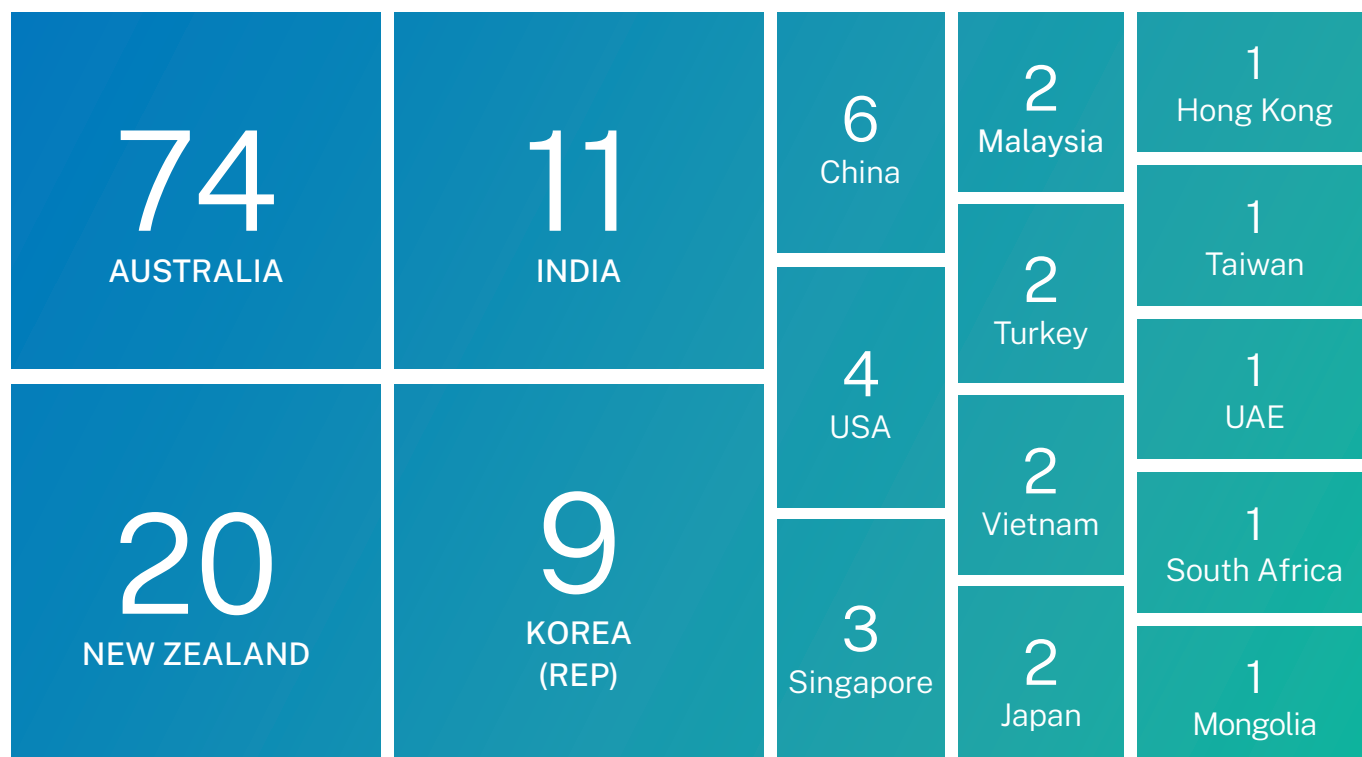 74
AUSTRALIA
20
NEW ZEALAND
11
INDIA
9
KOREA
(REP)
6
China
4
USA
3
Singapore
2
Malaysia
2
Turkey
2
Vietnam
2
Japan
1
Hong Kong
1
Taiwan
1
UAE
1
South Africa
1
Mongolia